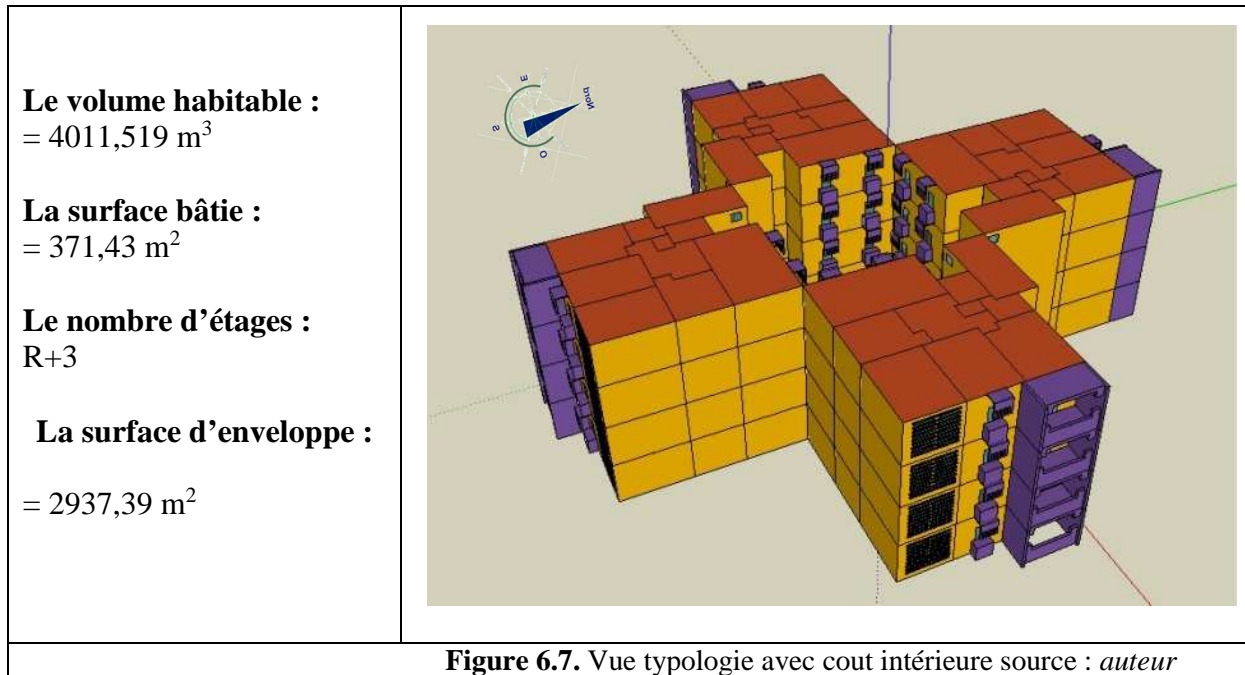 Le volume habitable :
= 4011,519 m³
La surface bâtie :
= 371,43 m²
Le nombre d’étages :
R+3
La surface d’enveloppe :
= 2937,39 m²
E
Nord
S
O
Figure 6.7. Vue typologie avec cout intérieure source : auteur